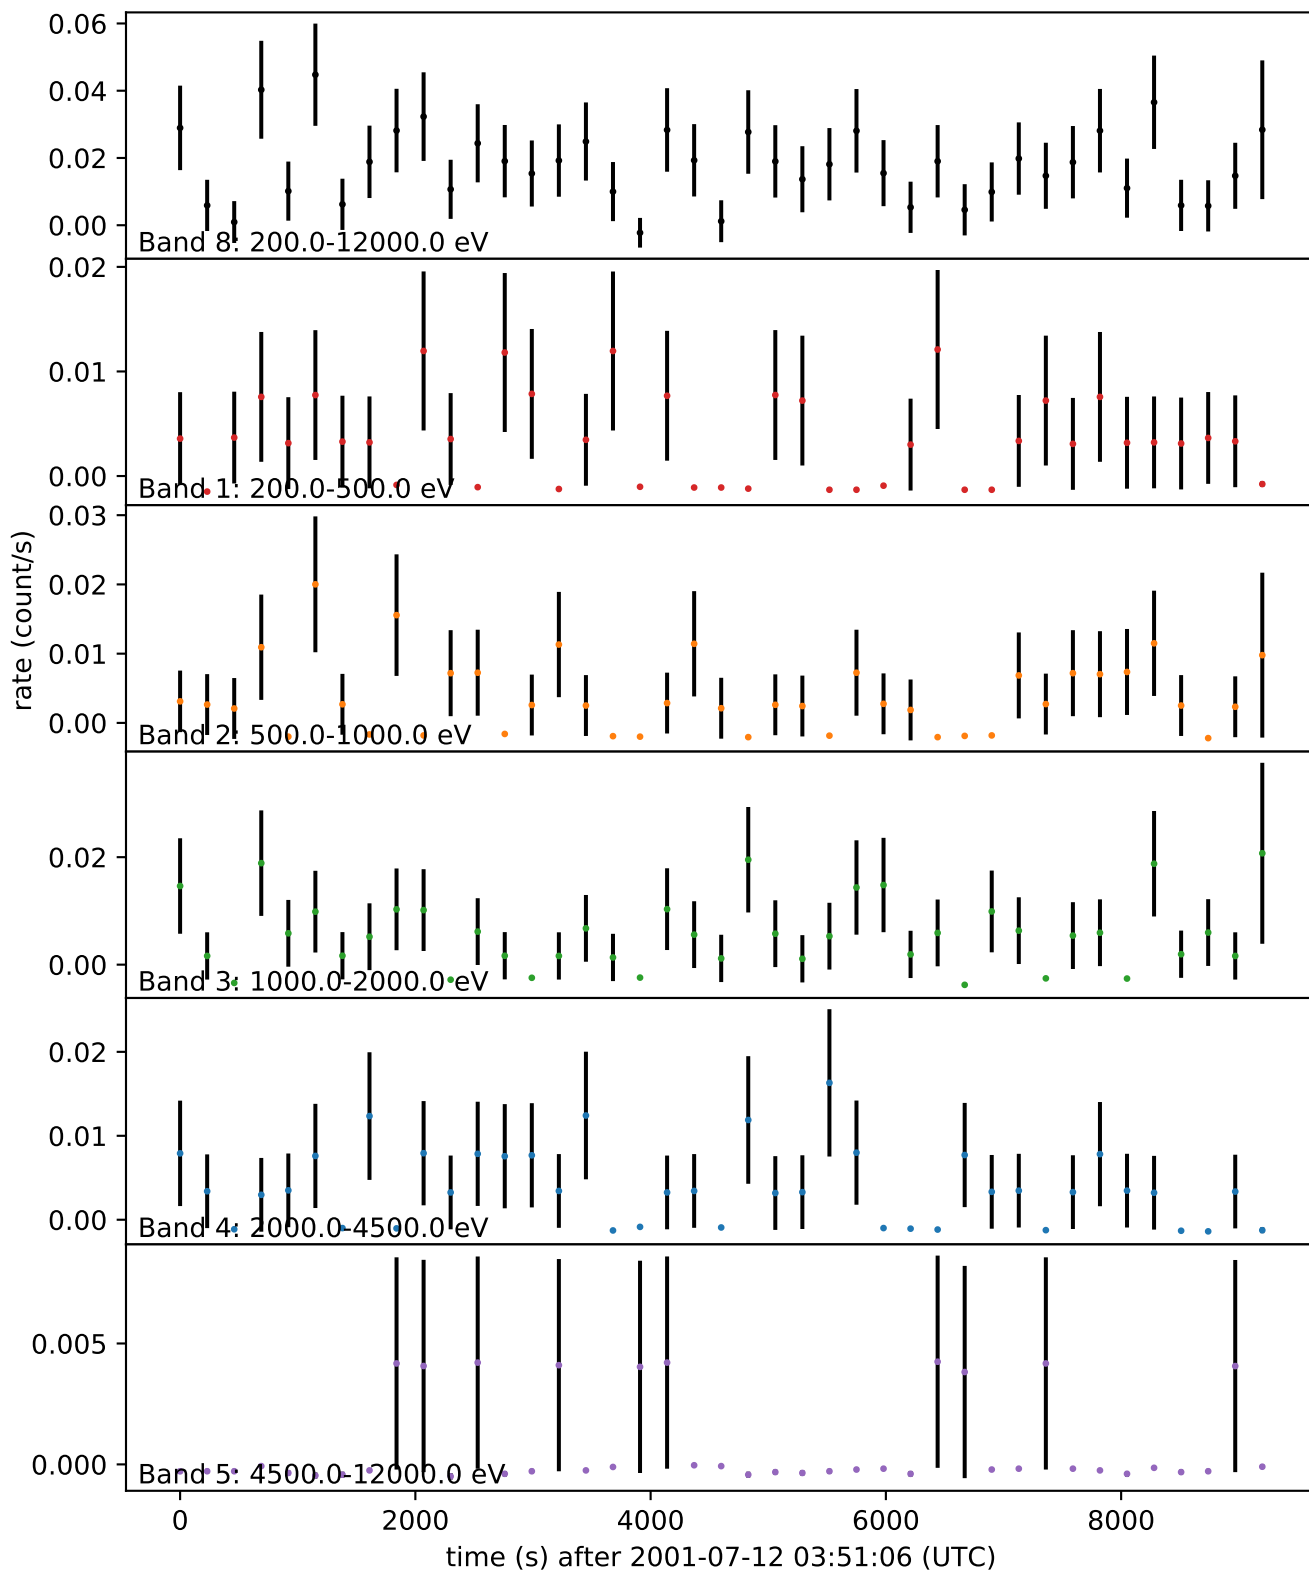 0.06
0.04
0.02
0.00
Band 8: 200.0-12000.0 eV
0.02
0.01
0.00
Band 1: 200.0-500.0 eV
0.03
0.02
0.01
0.00
Band 2: 500.0-1000.0 eV
rate (count/s)
0.02
0.00
Band 3: 1000.0-2000.0 eV
0.02
0.01
0.00
Band 4: 2000.0-4500.0 eV
0.005
0.000
Band 5: 4500.0-12000.0 eV
0 2000 4000 6000 8000
time (s) after 2001-07-12 03:51:06 (UTC)